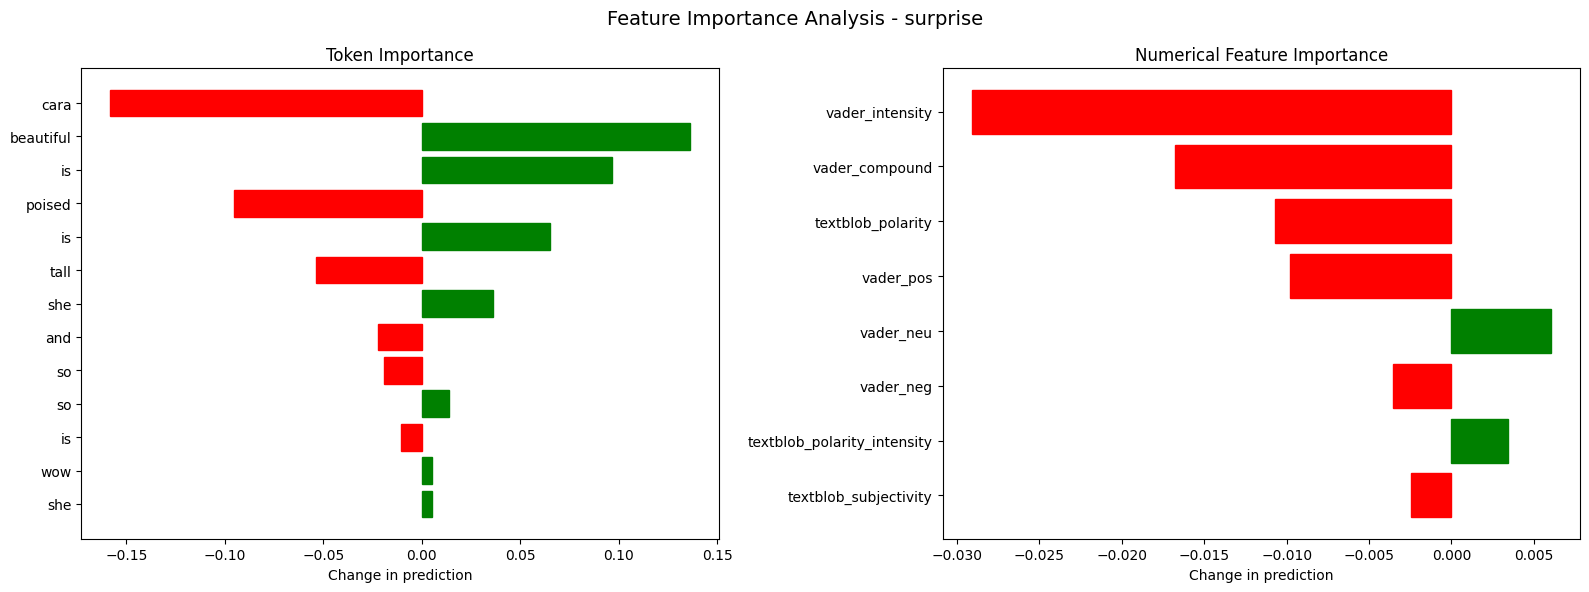 Feature Importance Analysis - surprise
Token Importance
cara
beautiful
is
poised
is
tall
she
and
so
so
is
wow
she
−0.15 −0.10 −0.05 0.00 0.05 0.10 0.15
Change in prediction
Numerical Feature Importance
vader_intensity
vader_compound
textblob_polarity
vader_pos
vader_neu
vader_neg
textblob_polarity_intensity
textblob_subjectivity
−0.030 −0.025 −0.020 −0.015 −0.010 −0.005 0.000 0.005
Change in prediction